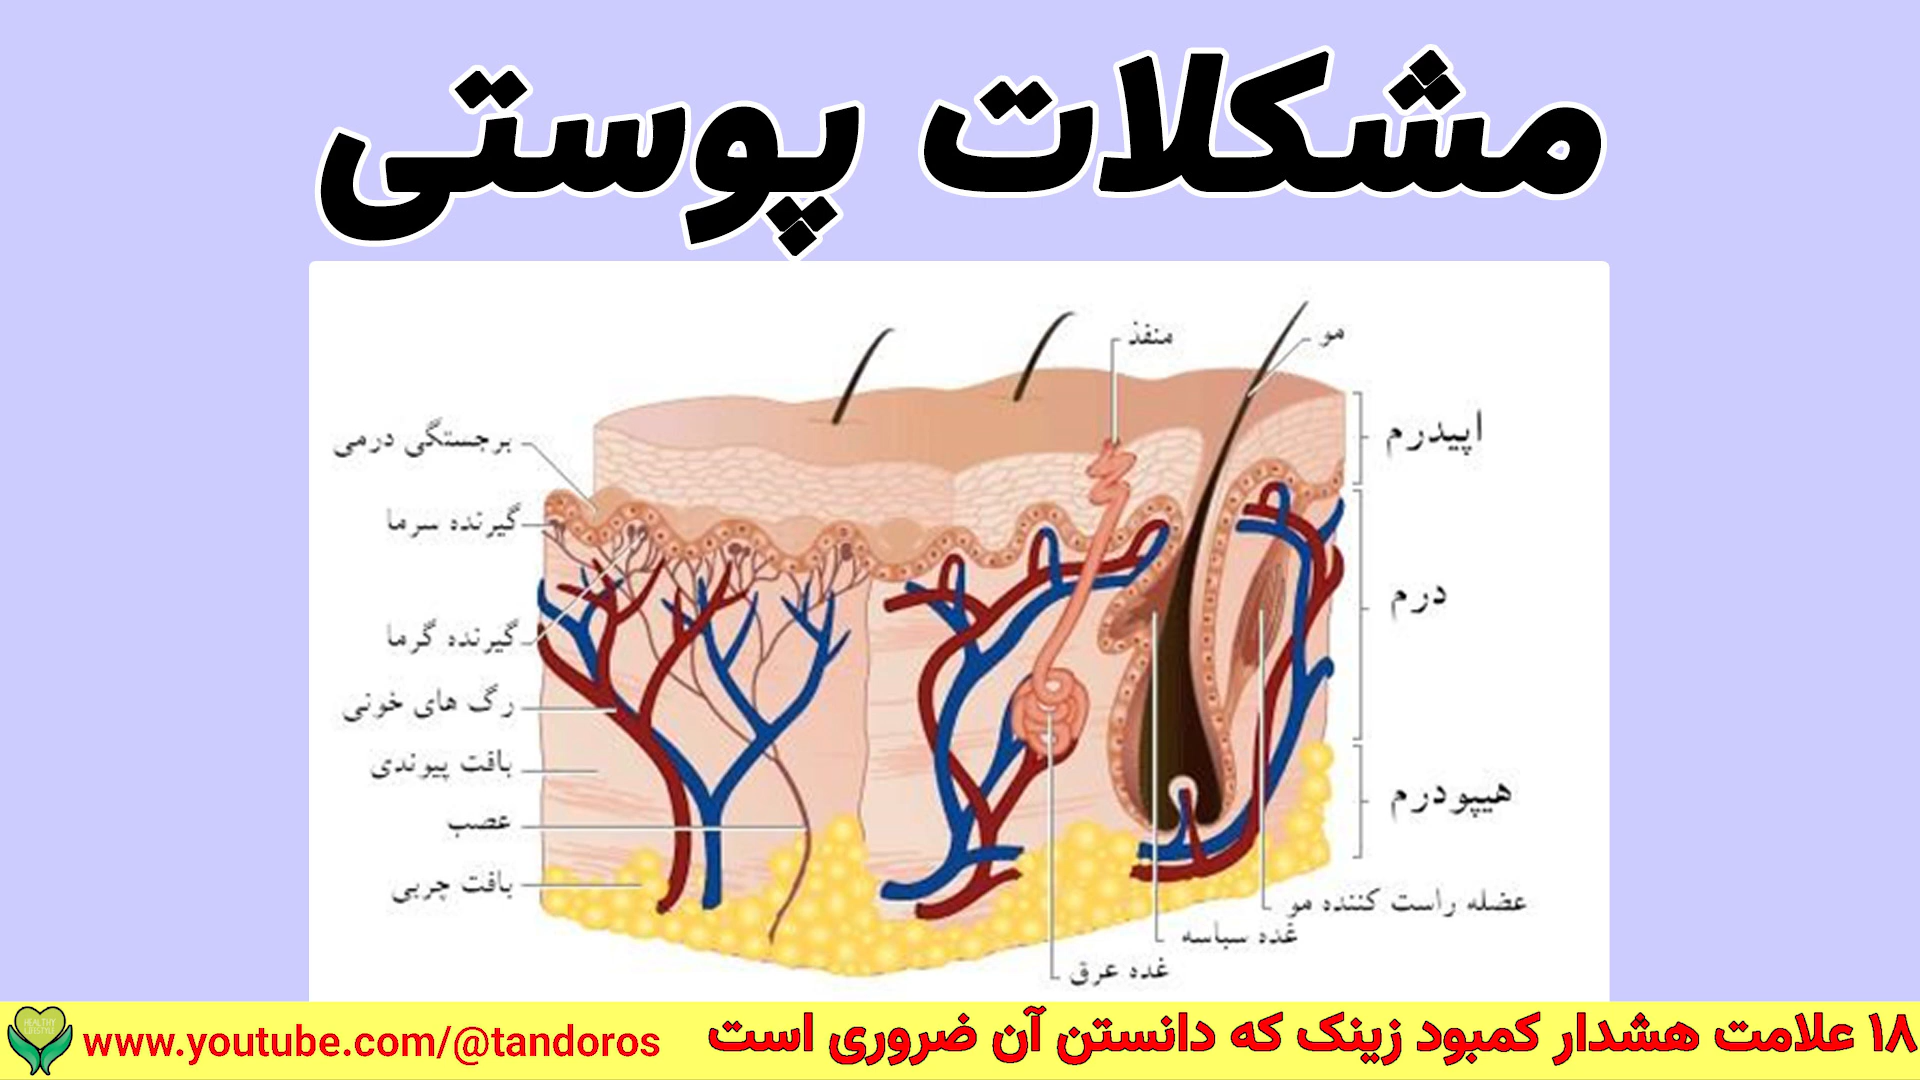 مشکلات پوستی
منفذ
مو
اپیدرم
برجستگی درمی
گیرنده سرما
درم
گیرنده گرما
رگ های خونی
بافت پیوندی
هیپودرم
عصب
بافت چربی
عضله راست کننده مو
غده سباسه
غده عرق
HEALTHY LIFESTYLE
www.youtube.com/@tandoros
۱۸ علامت هشدار کمبود زینک که دانستن آن ضروری است